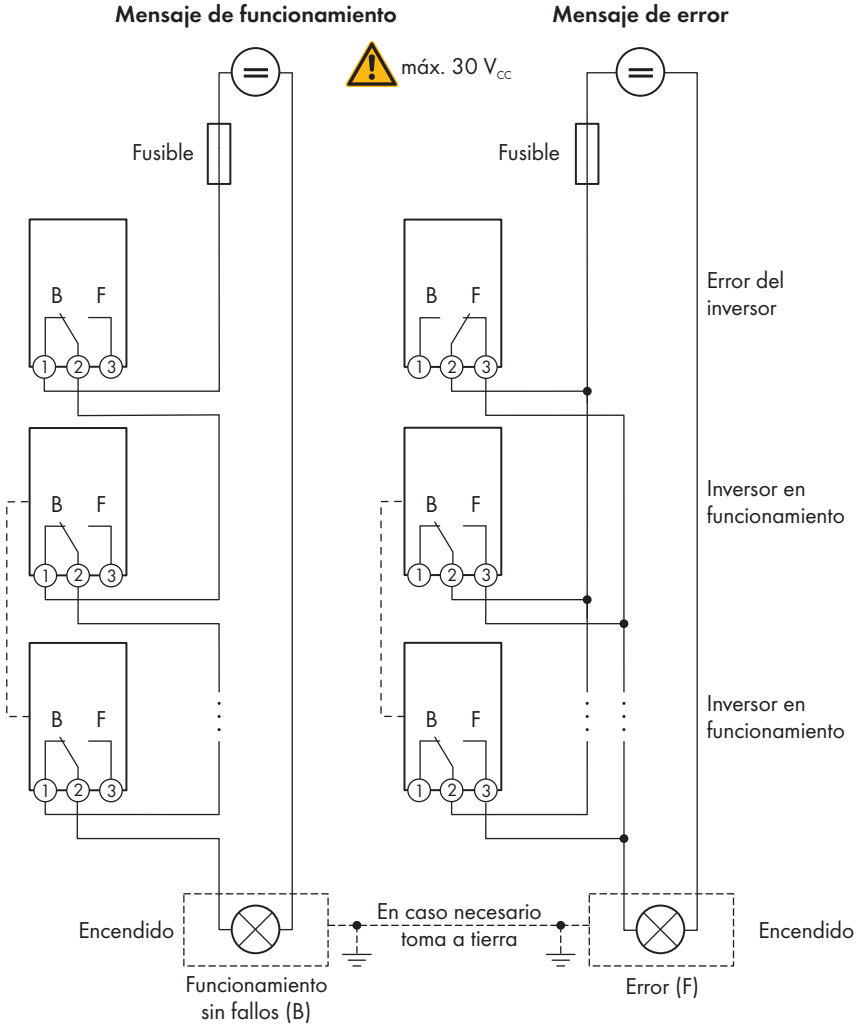 Mensaje de funcionamiento
Mensaje de error
máx. 30 VCC
Fusible
Fusible
B F
1 2 3
B F
1 2 3
Error del
inversor
B F
1 2 3
B F
1 2 3
Inversor en
funcionamiento
B F
1 2 3
B F
1 2 3
Inversor en
funcionamiento
Encendido
En caso necesario
toma a tierra
Encendido
Funcionamiento
sin fallos (B)
Error (F)